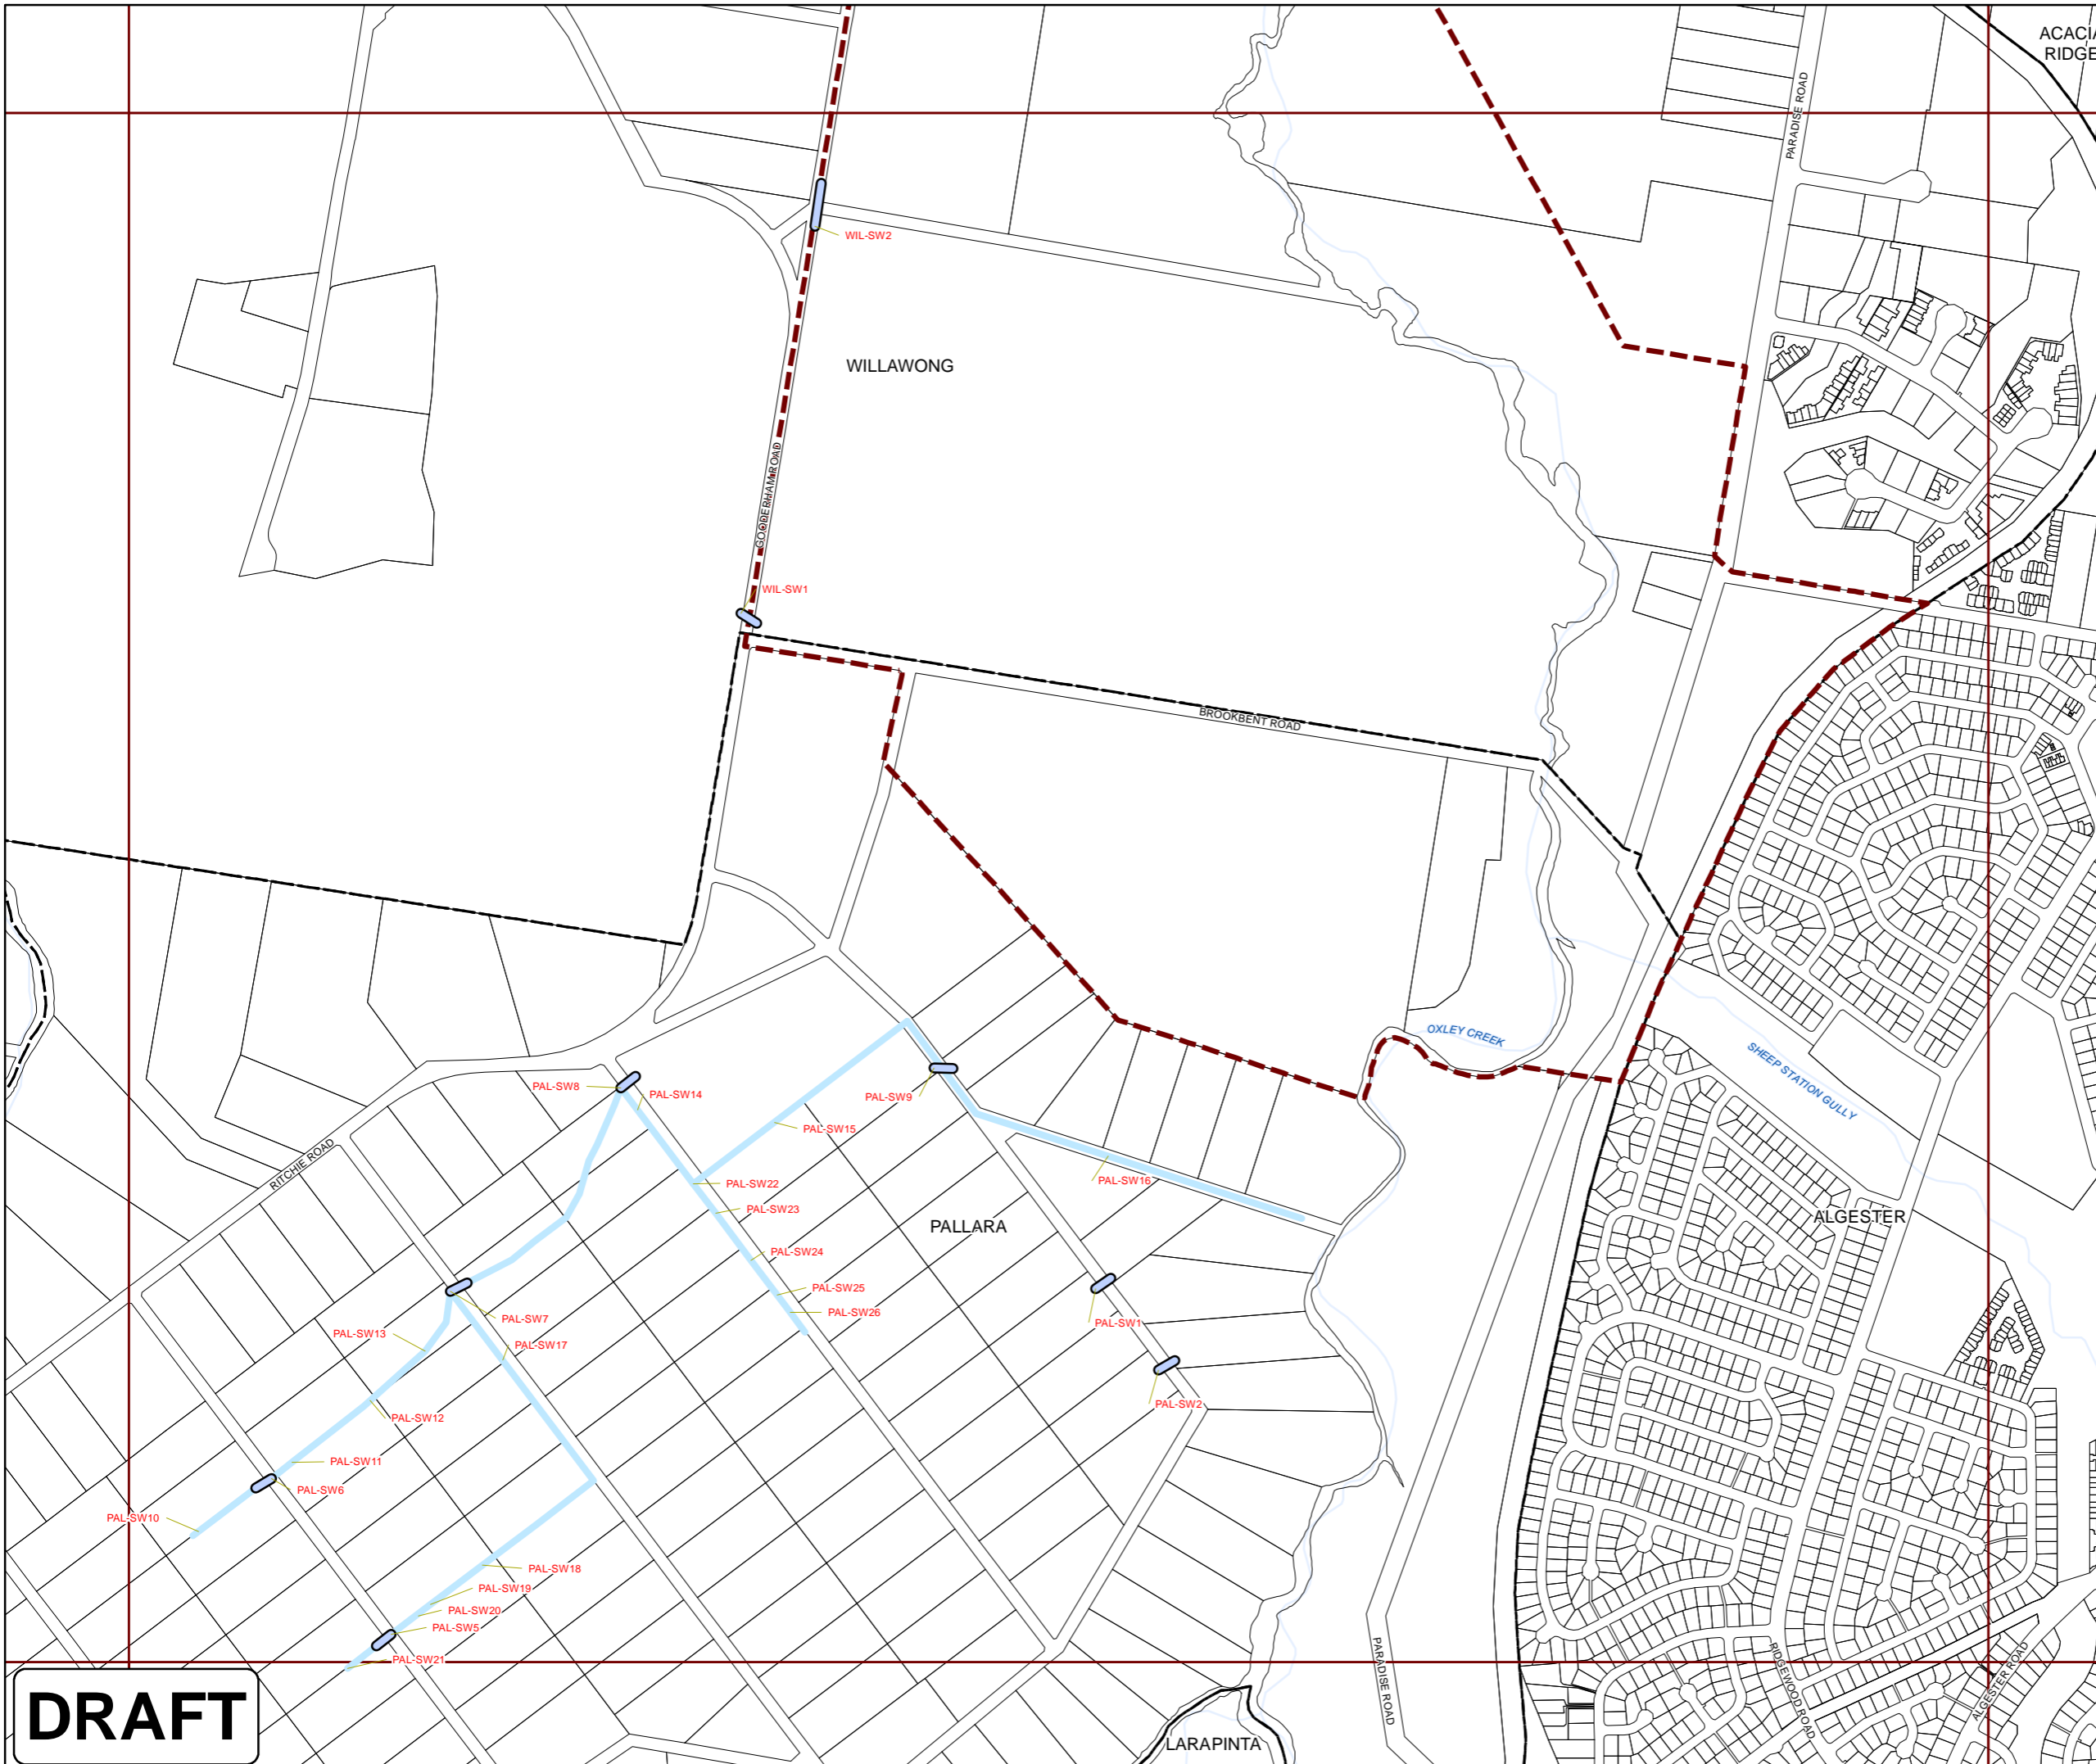 ACACIA
RIDGE
PARADISE ROAD
WIL-SW2
WILLAWONG
GOODERHAM ROAD
WIL-SW1
BROOKBENT ROAD
OXLEY CREEK
SHEEP STATION GULLY
PAL-SW8
PAL-SW14
PAL-SW9
PAL-SW15
RITCHIE ROAD
PAL-SW16
PAL-SW22
PAL-SW23
PALLARA
ALGESTER
PAL-SW24
PAL-SW25
PAL-SW26
PAL-SW7
PAL-SW1
PAL-SW13
PAL-SW17
PAL-SW2
PAL-SW12
PAL-SW11
PAL-SW6
PAL-SW10
PAL-SW18
PAL-SW19
PAL-SW20
PAL-SW5
PAL-SW21
PARADISE ROAD
RIDGEWOOD ROAD
ALGESTER ROAD
DRAFT
LARAPINTA